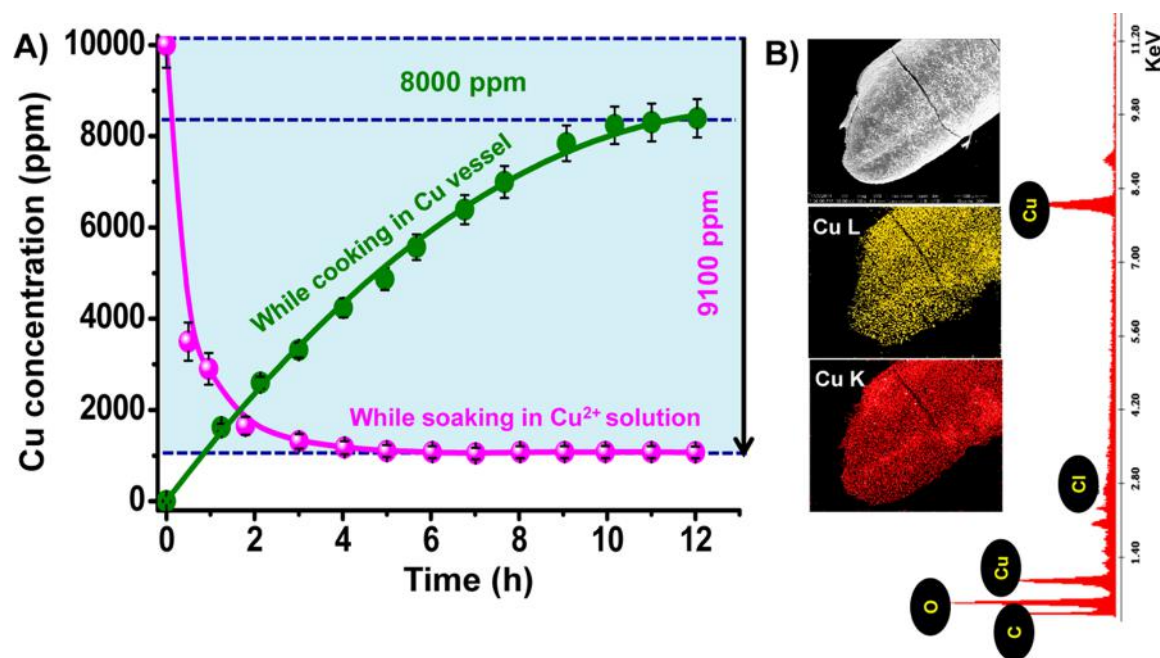 A)
Cu concentration (ppm)
10000
8000
6000
4000
2000
0
8000 ppm
While cooking in Cu vessel
9100 ppm
While soaking in Cu²⁺ solution
0 2 4 6 8 10 12
Time (h)
B)
Cu L
Cu K
KeV
11.20
9.80
8.40
7.00
5.60
4.20
2.80
1.40
Cu
Cl
Cu
O
C